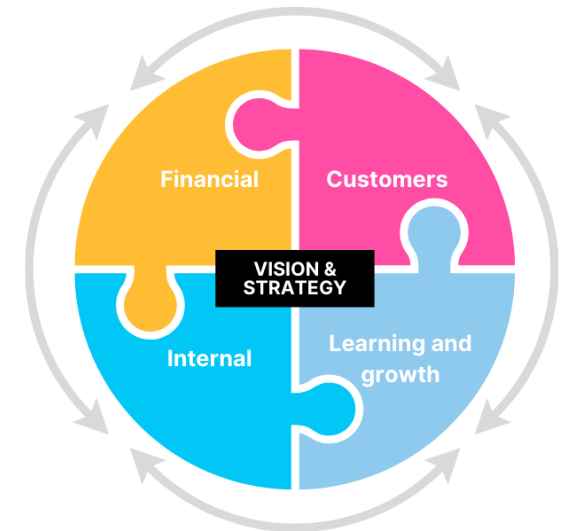 Financial
Customers
VISION &
STRATEGY
Internal
Learning and
growth